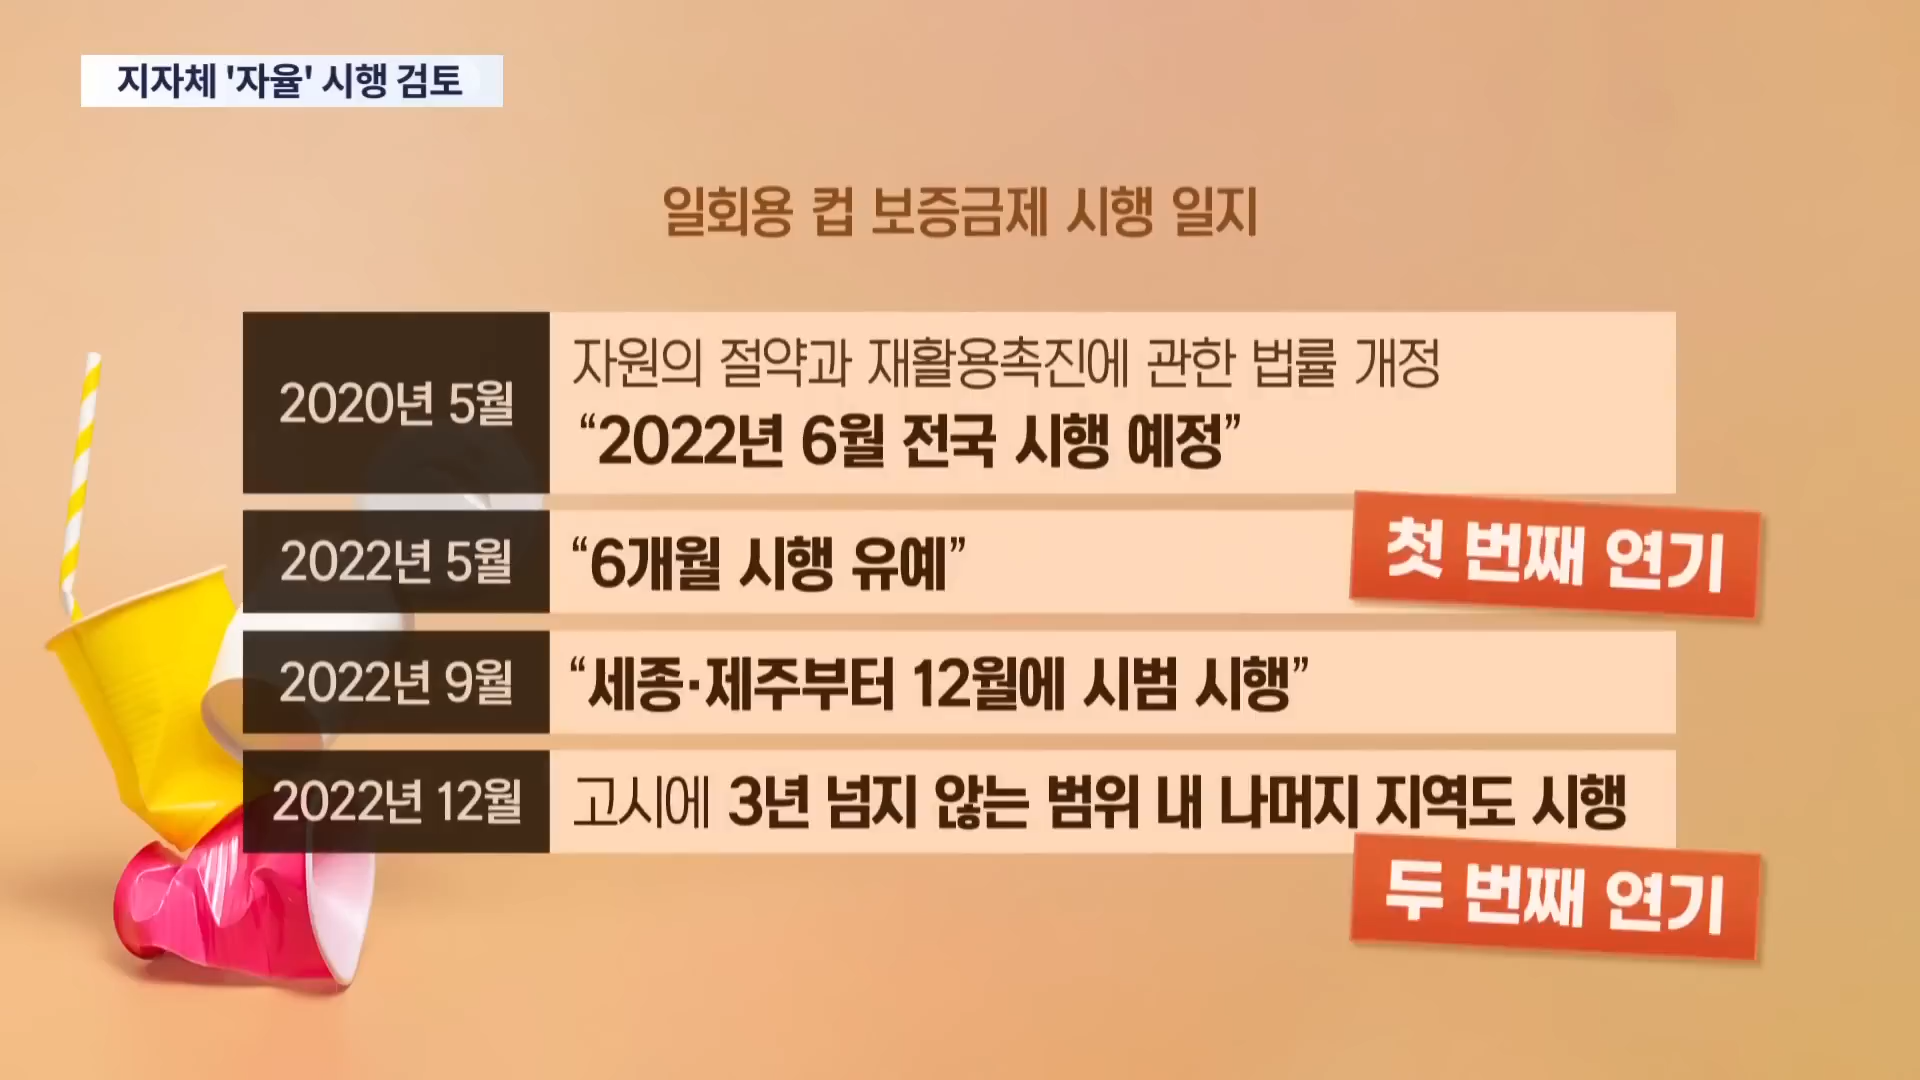 지자체 '자율' 시행 검토
일회용 컵 보증금제 시행 일지
2020년 5월
자원의 절약과 재활용촉진에 관한 법률 개정
“2022년 6월 전국 시행 예정”
2022년 5월
“6개월 시행 유예”
첫 번째 연기
2022년 9월
“세종·제주부터 12월에 시범 시행”
2022년 12월
고시에 3년 넘지 않는 범위 내 나머지 지역도 시행
두 번째 연기